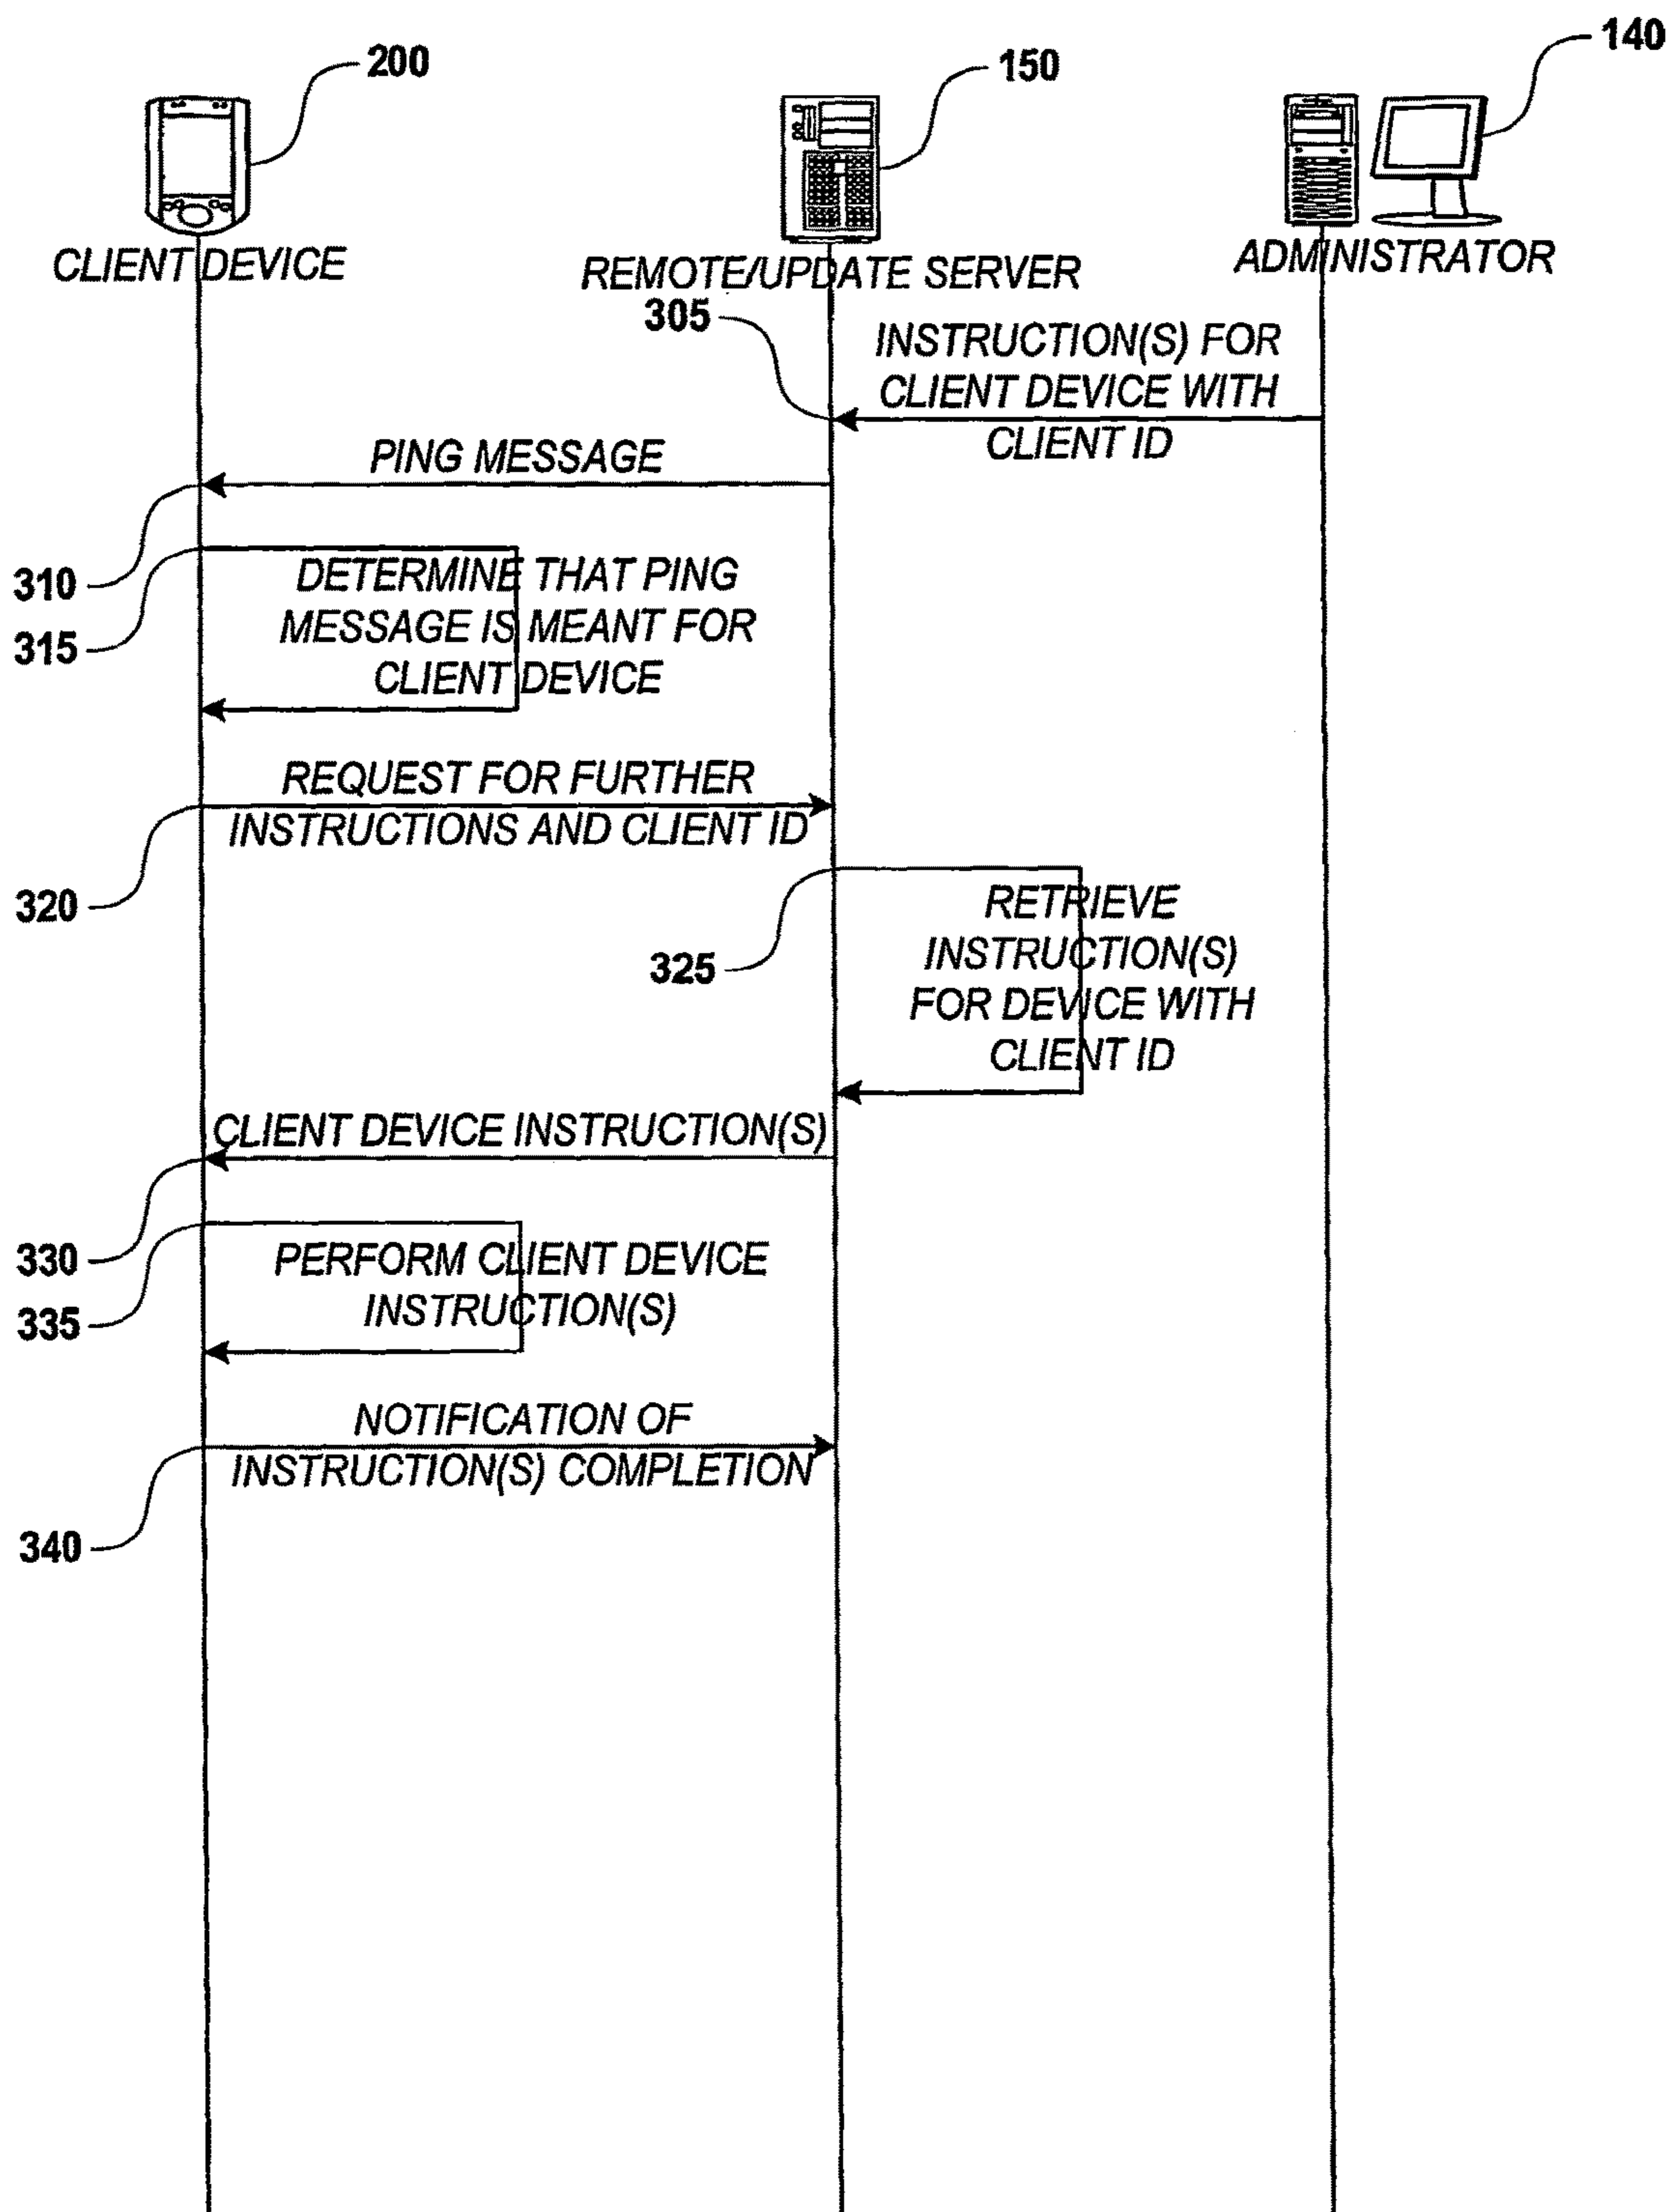 200
150
140
CLIENT DEVICE
REMOTE/UPDATE SERVER
ADMINISTRATOR
305
INSTRUCTION(S) FOR
CLIENT DEVICE WITH
CLIENT ID
PING MESSAGE
310
DETERMINE THAT PING
MESSAGE IS MEANT FOR
CLIENT DEVICE
315
REQUEST FOR FURTHER
INSTRUCTIONS AND CLIENT ID
320
325
RETRIEVE
INSTRUCTION(S)
FOR DEVICE WITH
CLIENT ID
CLIENT DEVICE INSTRUCTION(S)
330
PERFORM CLIENT DEVICE
INSTRUCTION(S)
335
NOTIFICATION OF
INSTRUCTION(S) COMPLETION
340